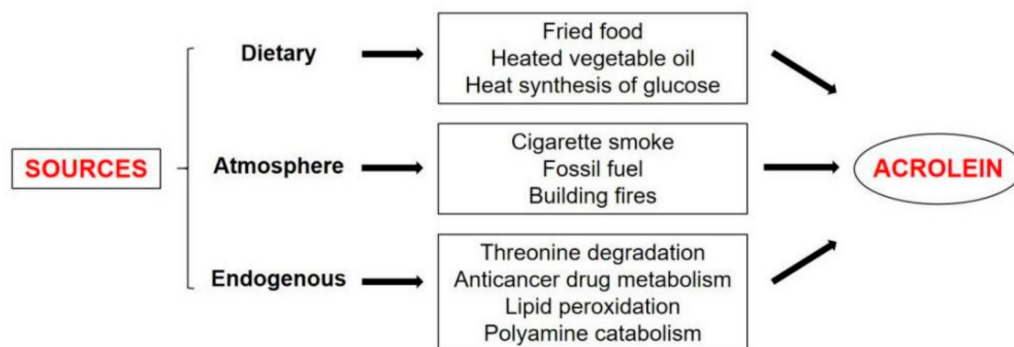 SOURCES
Dietary
Fried food
Heated vegetable oil
Heat synthesis of glucose
Atmosphere
Cigarette smoke
Fossil fuel
Building fires
Endogenous
Threonine degradation
Anticancer drug metabolism
Lipid peroxidation
Polyamine catabolism
ACROLEIN